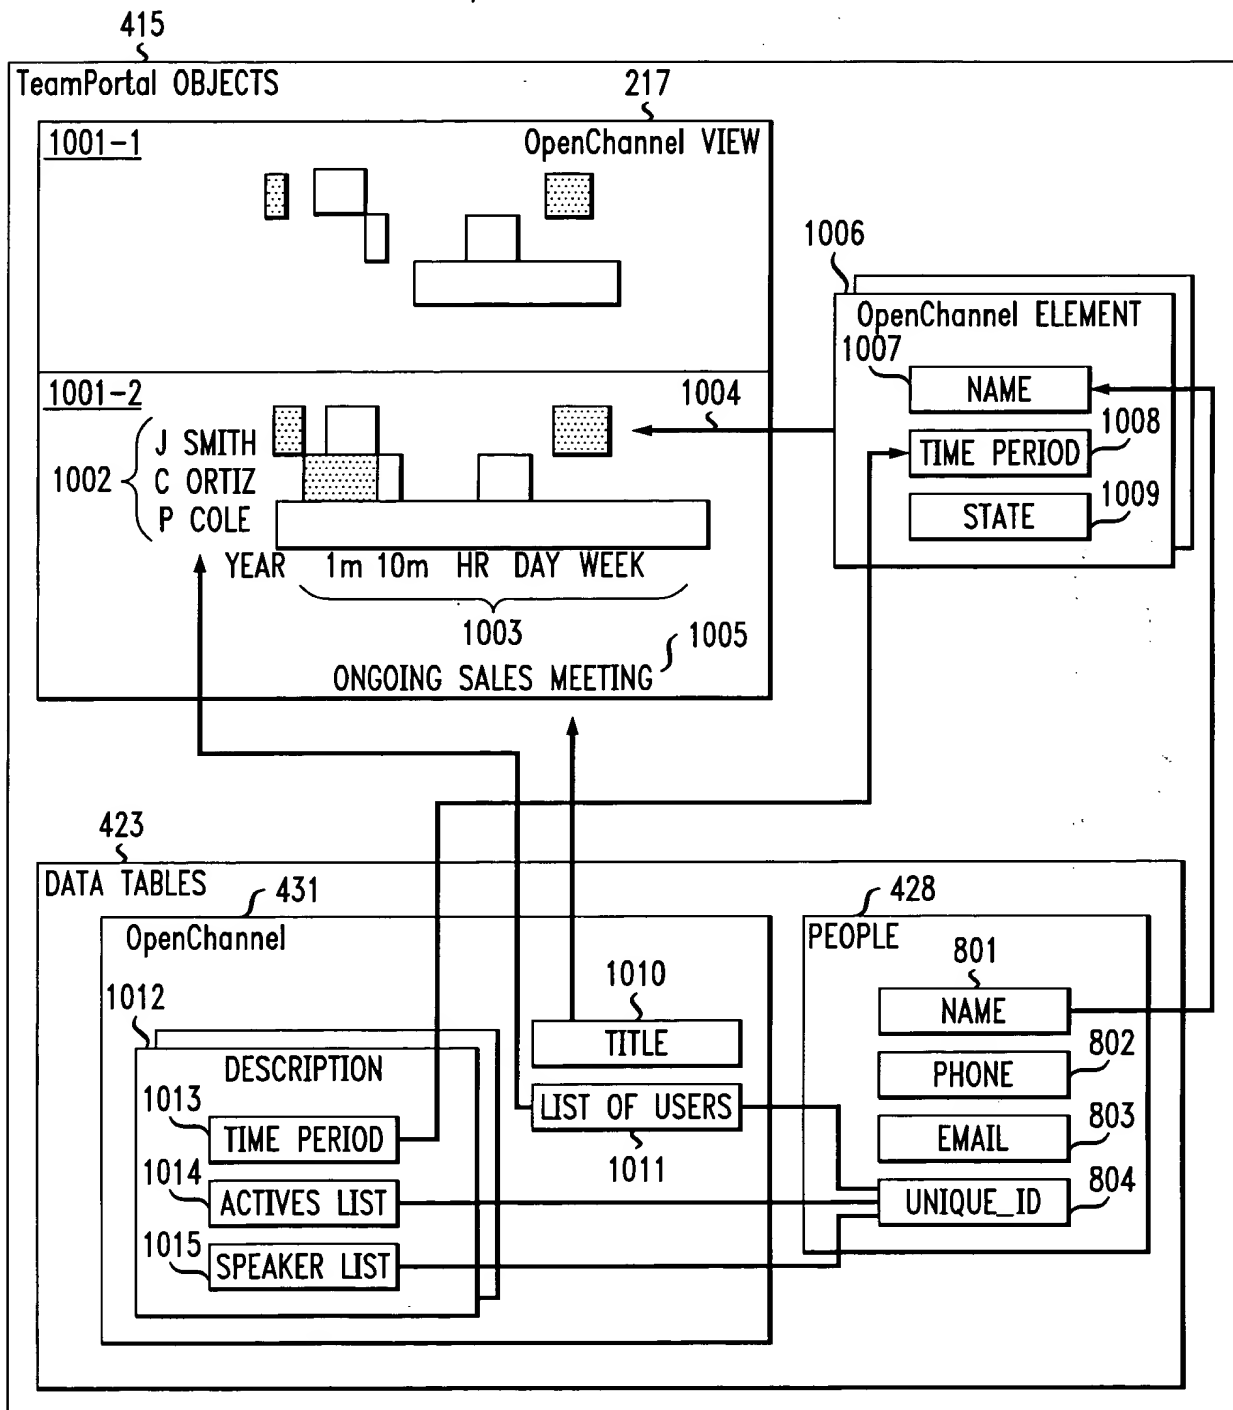 415
TeamPortal OBJECTS
217
1001-1
OpenChannel VIEW
1006
OpenChannel ELEMENT
1007
NAME
1008
TIME PERIOD
1009
STATE
1001-2
1004
1002
J SMITH
C ORTIZ
P COLE
YEAR 1m 10m HR DAY WEEK
1003
1005
ONGOING SALES MEETING
423
DATA TABLES
431
OpenChannel
428
PEOPLE
1010
TITLE
801
NAME
1012
DESCRIPTION
802
PHONE
1013
TIME PERIOD
LIST OF USERS
1011
803
EMAIL
1014
ACTIVES LIST
804
UNIQUE_ID
1015
SPEAKER LIST